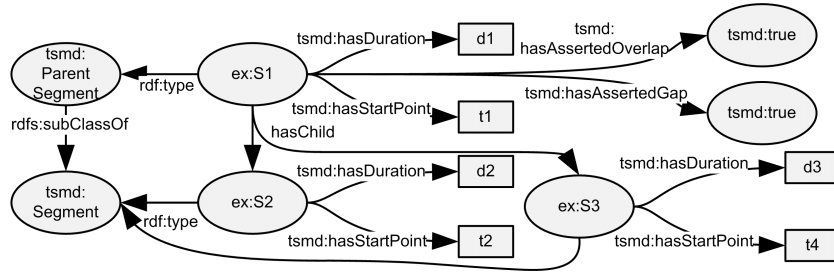 tsmd:
hasAssertedOverlap
tsmd:true
tsmd:hasDuration
d1
tsmd:
Parent
Segment
rdf:type
ex:S1
tsmd:hasAssertedGap
tsmd:true
tsmd:hasStartPoint
t1
rdfs:subClassOf
hasChild
tsmd:hasDuration
d2
tsmd:hasDuration
d3
tsmd:
Segment
rdf:type
ex:S2
ex:S3
tsmd:hasStartPoint
t2
tsmd:hasStartPoint
t4